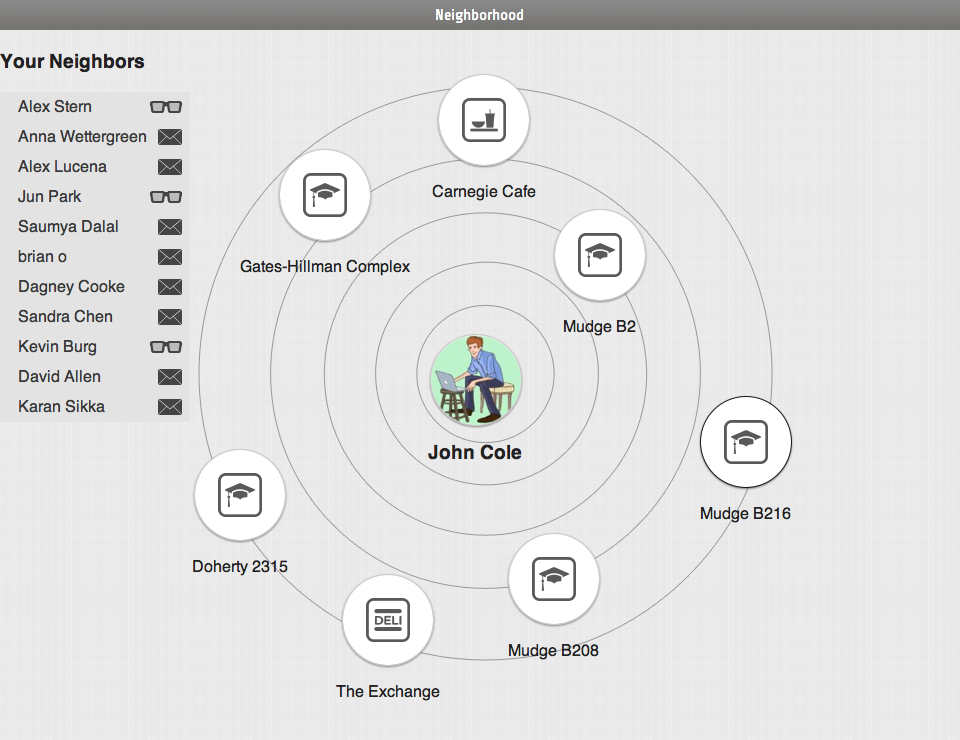 Neighborhood
Your Neighbors
Alex Stern
Anna Wettergreen
Alex Lucena
Jun Park
Saumya Dalal
brian o
Dagney Cooke
Sandra Chen
Kevin Burg
David Allen
Karan Sikka
Carnegie Cafe
Gates-Hillman Complex
Mudge B2
John Cole
Mudge B216
Doherty 2315
DELI
Mudge B208
The Exchange